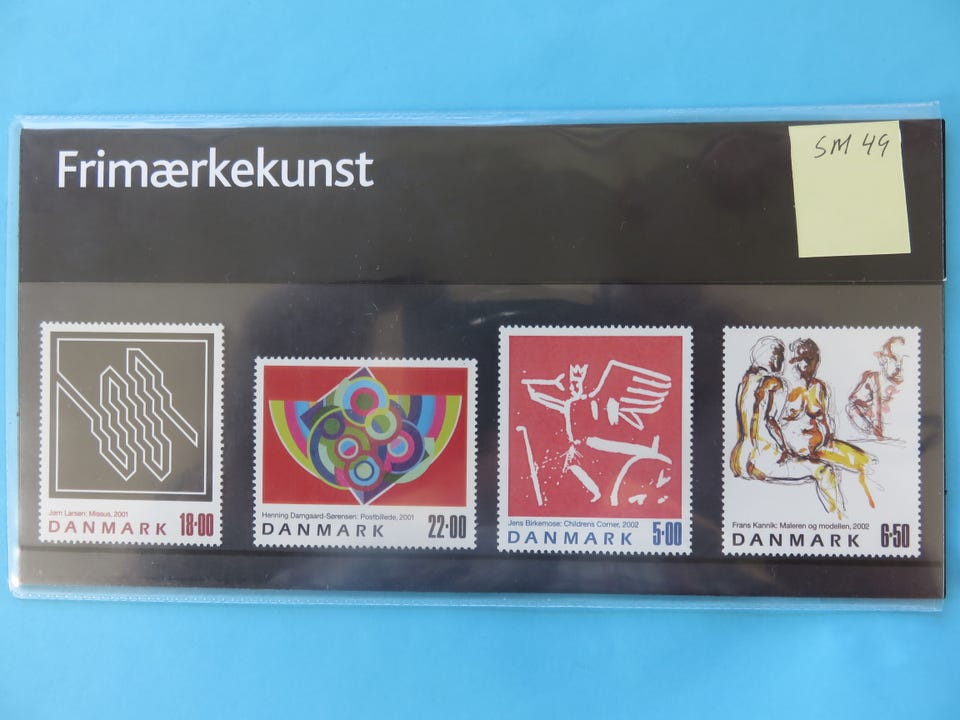 Frimærkekunst
SM 49
Jørn Larsen: Missus, 2001
DANMARK 18·00
Henning Damgaard-Sørensen: Postbillede, 2001
DANMARK 22·00
Jens Birkemose: Childrens Corner, 2002
DANMARK 5·00
Frans Kannik: Maleren og modellen, 2002
DANMARK 6·50